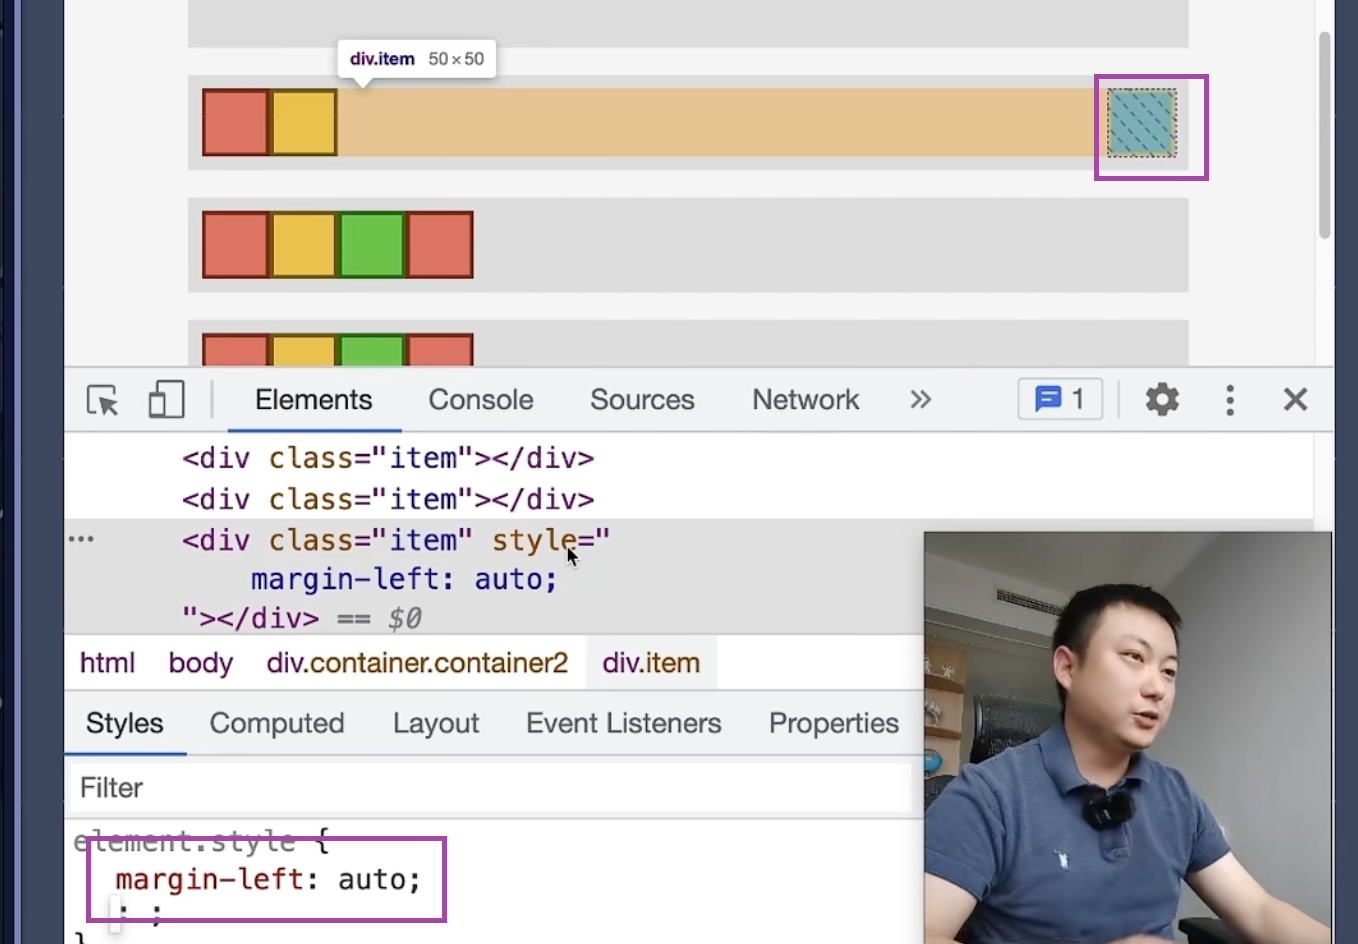 div.item 50×50
Elements Console Sources Network » 1
<div class="item"></div>
<div class="item"></div>
<div class="item" style="
margin-left: auto;
"></div> == $0
html body div.container.container2 div.item
Styles Computed Layout Event Listeners Properties
Filter
element.style {
margin-left: auto;
: ;
}